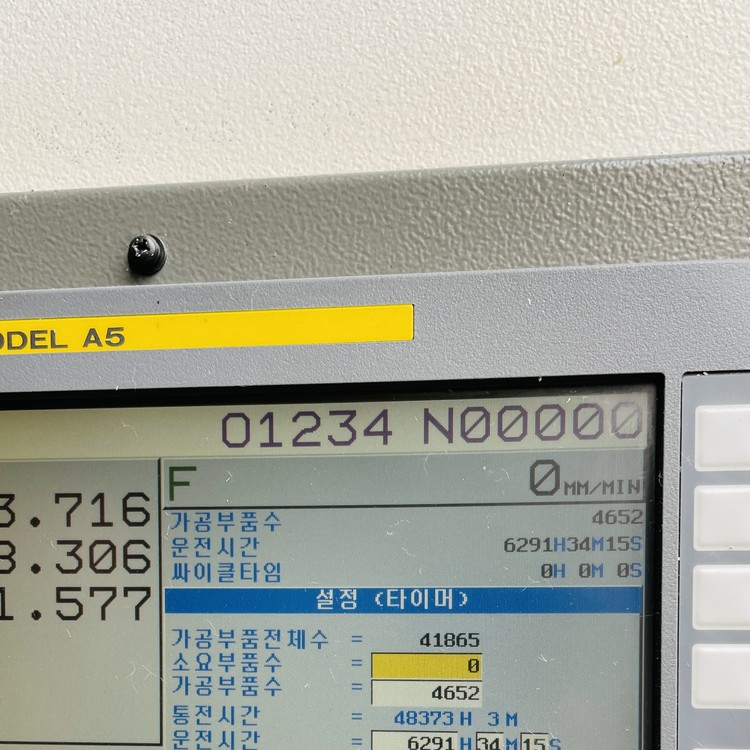 MODEL A5
O1234 N00000
F 0 MM/MIN
3.716
3.306
1.577
가공부품수 4652
운전시간 6291H34M15S
싸이클타임 0H 0M 0S
설정 (타이머)
가공부품전체수 = 41865
소요부품수 = 0
가공부품수 = 4652
통전시간 = 48373H 3M
운전시간 = 6291H34M15S